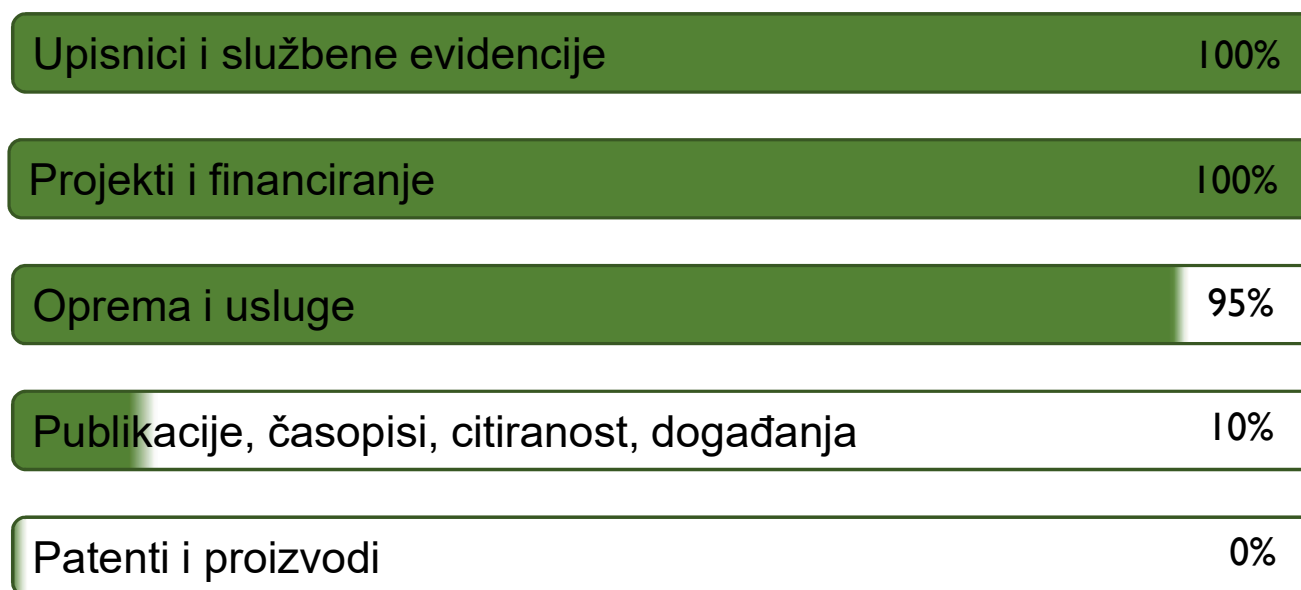 Upisnici i službene evidencije 100%
Projekti i financiranje 100%
Oprema i usluge 95%
Publikacije, časopisi, citiranost, događanja 10%
Patenti i proizvodi 0%